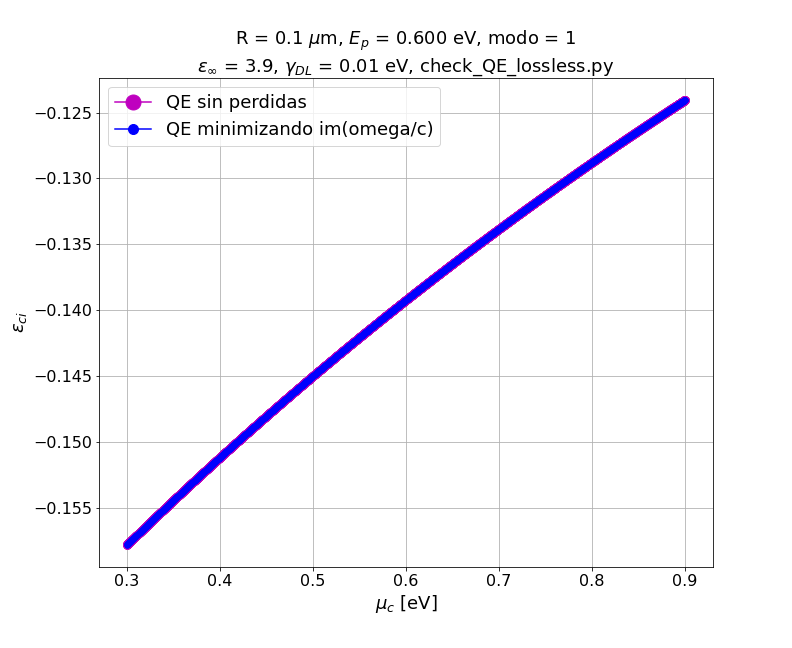 R = 0.1 μm, E_p = 0.600 eV, modo = 1
ε_∞ = 3.9, γ_DL = 0.01 eV, check_QE_lossless.py
QE sin perdidas
QE minimizando im(omega/c)
−0.125
−0.130
−0.135
−0.140
−0.145
−0.150
−0.155
ε_ci
0.3 0.4 0.5 0.6 0.7 0.8 0.9
μ_c [eV]